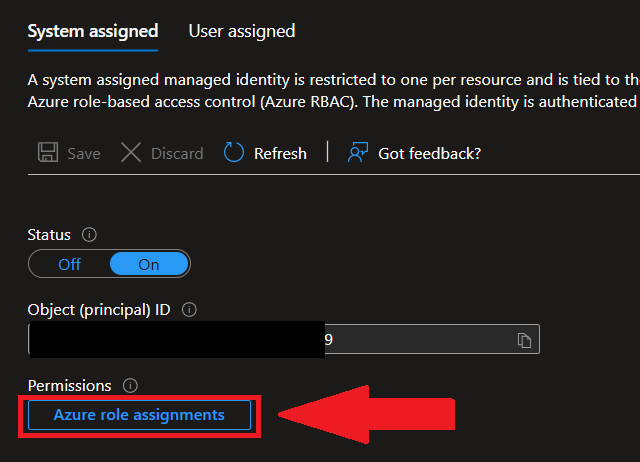 System assigned User assigned
A system assigned managed identity is restricted to one per resource and is tied to the
Azure role-based access control (Azure RBAC). The managed identity is authenticated
Save Discard Refresh Got feedback?
Status
Off On
Object (principal) ID
9
Permissions
Azure role assignments